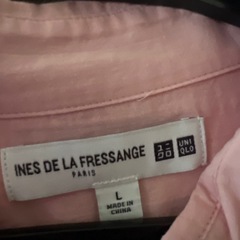 INES DE LA FRESSANGE
PARIS
ユニ
クロ
UNI
QLO
L
MADE IN
CHINA